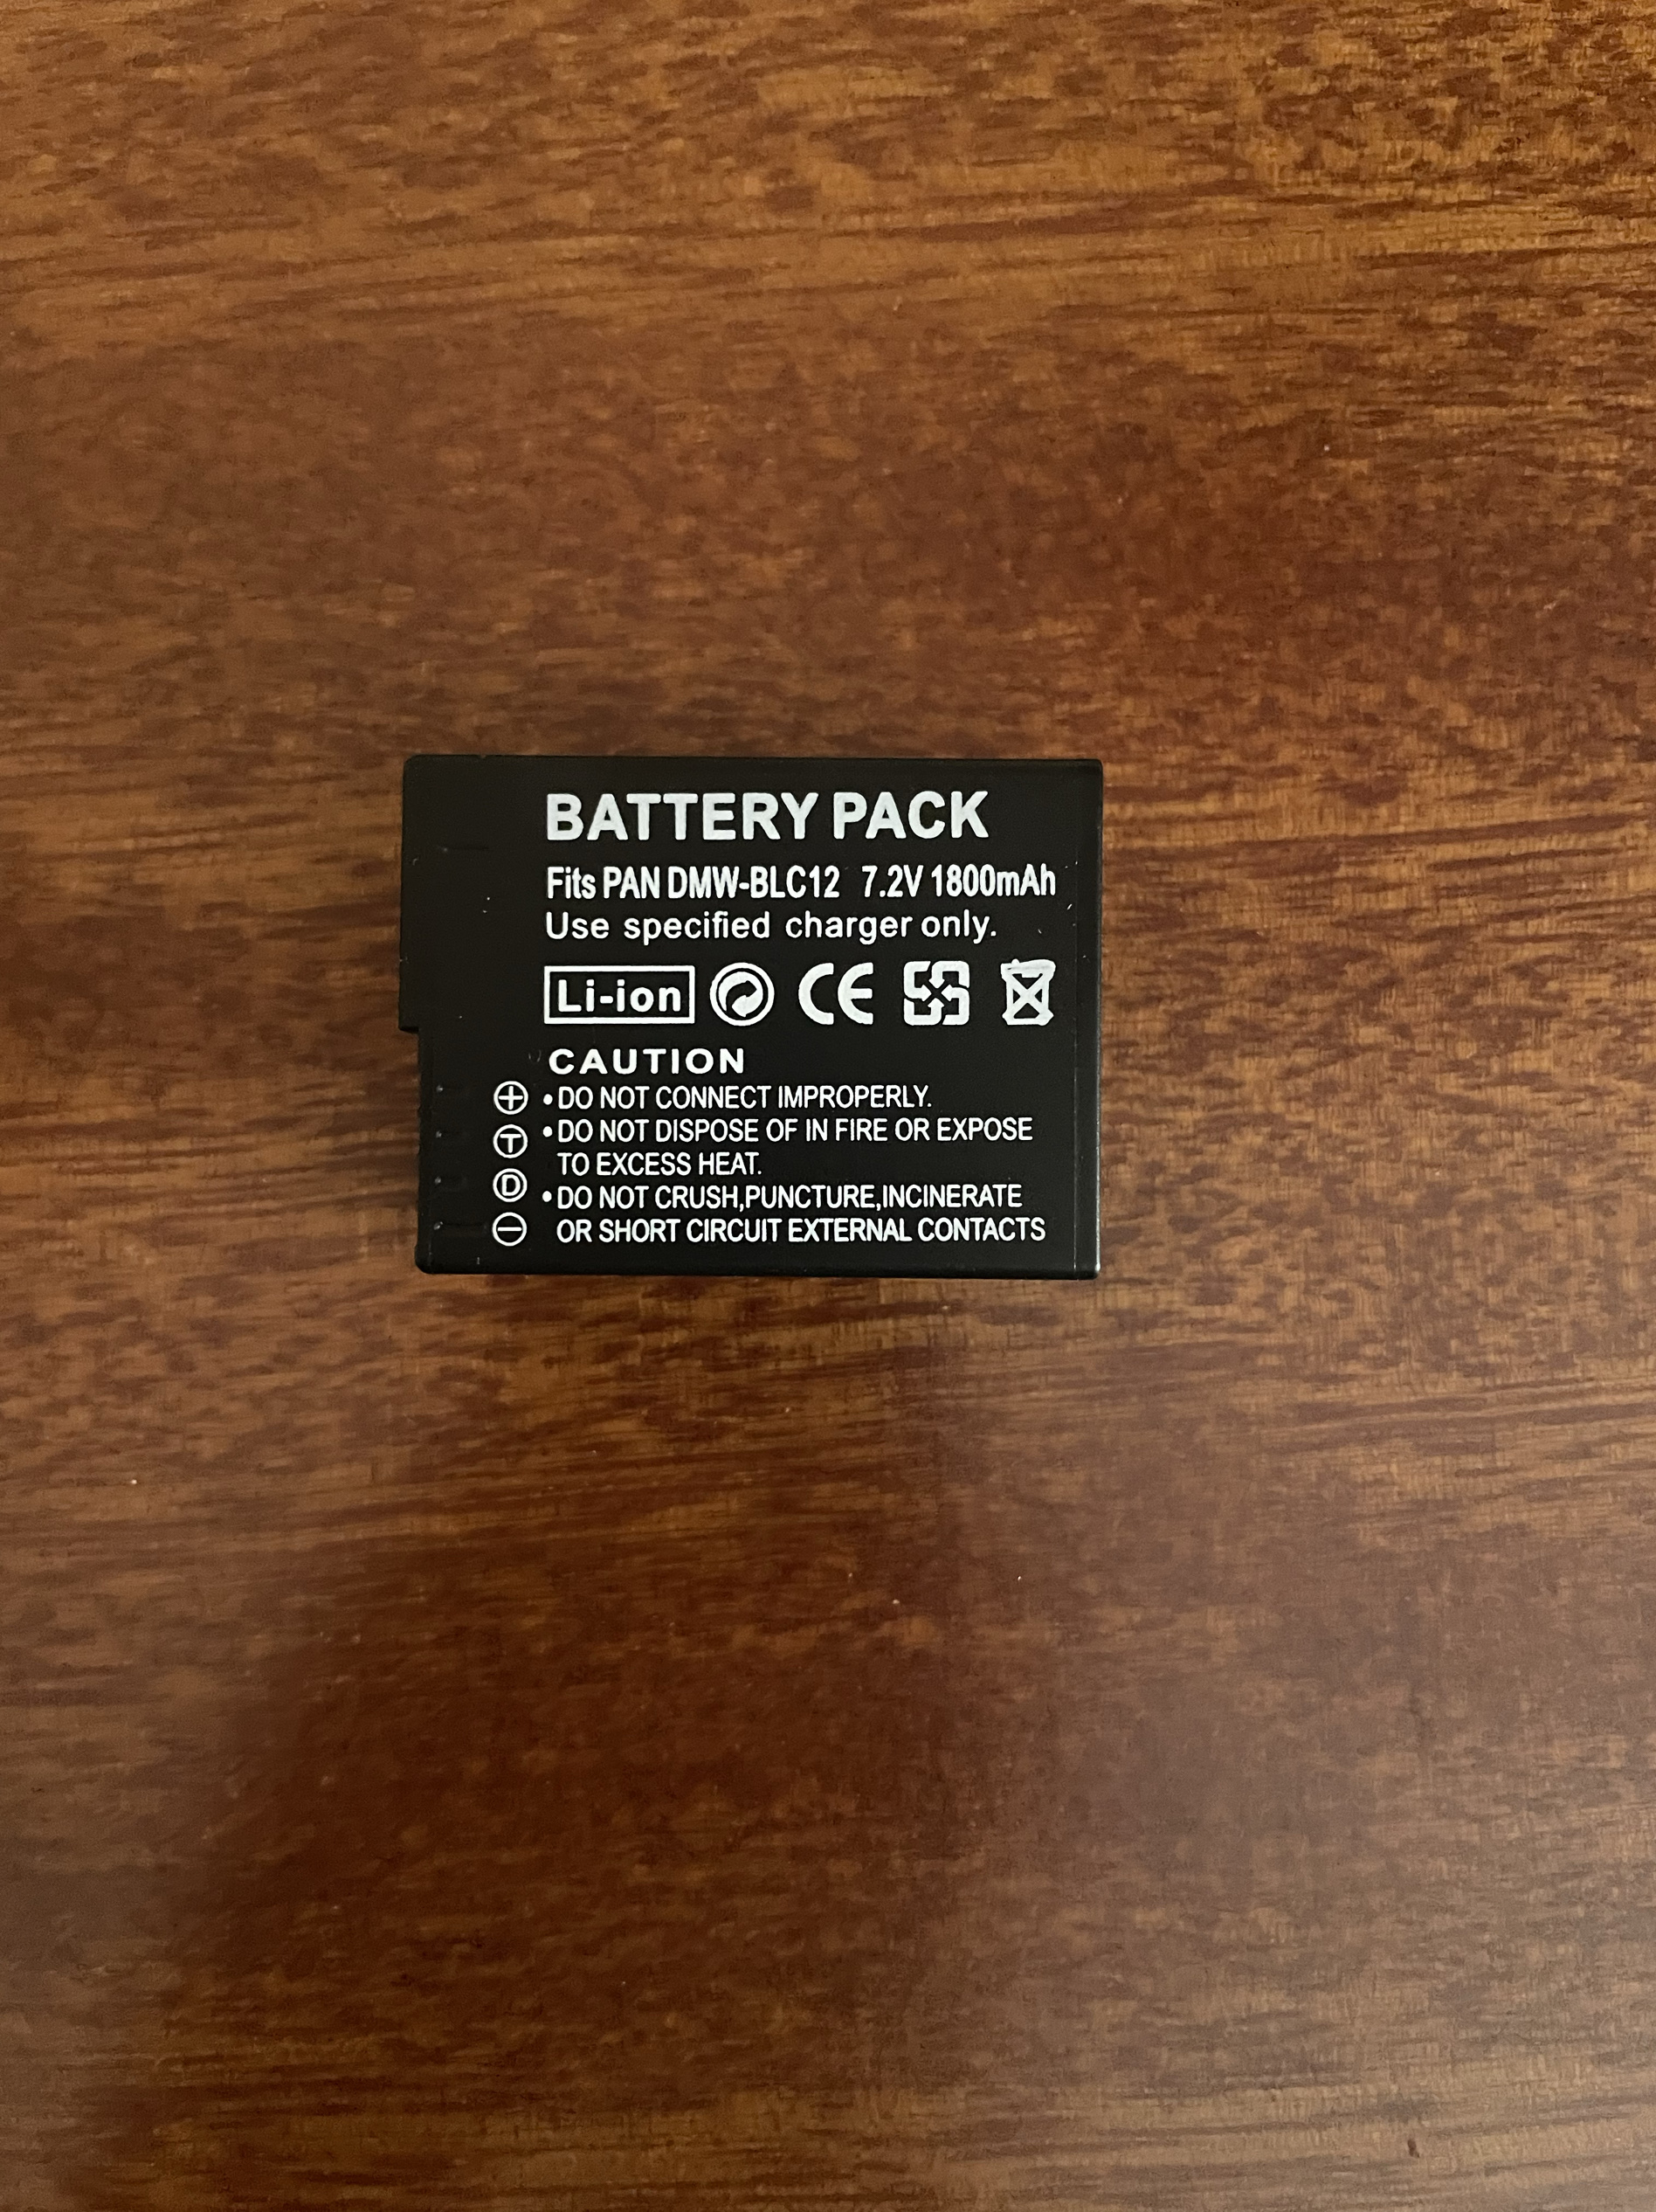 BATTERY PACK
Fits PAN DMW-BLC12 7.2V 1800mAh
Use specified charger only.
Li-ion CE
CAUTION
+ • DO NOT CONNECT IMPROPERLY.
T • DO NOT DISPOSE OF IN FIRE OR EXPOSE
TO EXCESS HEAT.
D • DO NOT CRUSH,PUNCTURE,INCINERATE
− OR SHORT CIRCUIT EXTERNAL CONTACTS